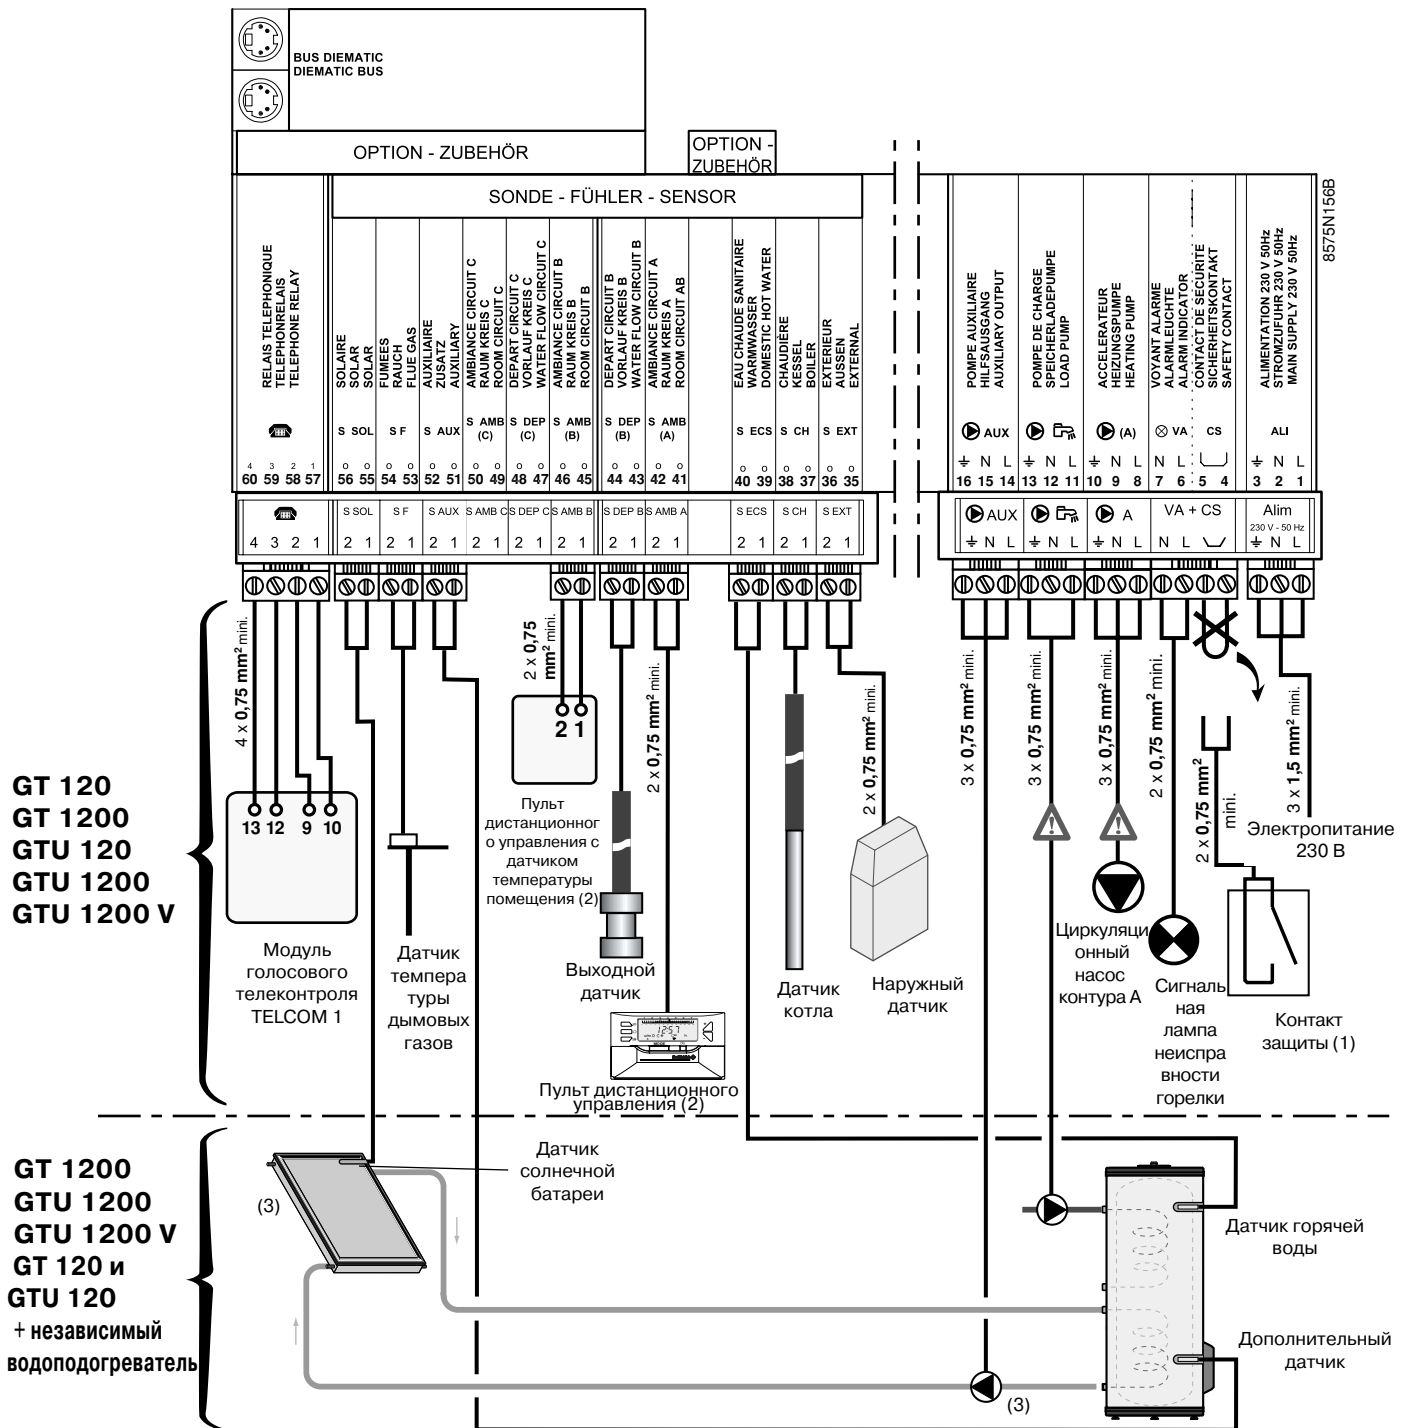 BUS DIEMATIC
DIEMATIC BUS
OPTION - ZUBEHÖR
OPTION -
ZUBEHÖR
SONDE - FÜHLER - SENSOR
8575N156B
RELAIS TELEPHONIQUE
TELEPHONRELAIS
TELEPHONE RELAY
SOLAIRE
SOLAR
SOLAR
FUMEES
RAUCH
FLUE GAS
AUXILIAIRE
ZUSATZ
AUXILIARY
AMBIANCE CIRCUIT C
RAUM KREIS C
ROOM CIRCUIT C
DEPART CIRCUIT C
VORLAUF KREIS C
WATER FLOW CIRCUIT C
AMBIANCE CIRCUIT B
RAUM KREIS B
ROOM CIRCUIT B
DEPART CIRCUIT B
VORLAUF KREIS B
WATER FLOW CIRCUIT B
AMBIANCE CIRCUIT A
RAUM KREIS A
ROOM CIRCUIT AB
EAU CHAUDE SANITAIRE
WARMWASSER
DOMESTIC HOT WATER
CHAUDIÈRE
KESSEL
BOILER
EXTERIEUR
AUSSEN
EXTERNAL
POMPE AUXILIAIRE
HILFSAUSGANG
AUXILIARY OUTPUT
POMPE DE CHARGE
SPEICHERLADEPUMPE
LOAD PUMP
ACCELERATEUR
HEIZUNGSPUMPE
HEATING PUMP
VOYANT ALARME
ALARMLEUCHTE
ALARM INDICATOR
CONTACT DE SÉCURITÉ
SICHERHEITSKONTAKT
SAFETY CONTACT
ALIMENTATION 230 V 50Hz
STROMZUFUHR 230 V 50Hz
MAIN SUPPLY 230 V 50Hz
S SOL S F S AUX S AMB (C) S DEP (C) S AMB (B) S DEP (B) S AMB (A) S ECS S CH S EXT AUX (A) VA CS ALI
4 3 2 1 o o o o o o o o o o o o o o o o o o o o o o N L N L N L N L N L
60 59 58 57 56 55 54 53 52 51 50 49 48 47 46 45 44 43 42 41 40 39 38 37 36 35 16 15 14 13 12 11 10 9 8 7 6 5 4 3 2 1
S SOL S F S AUX S AMB C S DEP C S AMB B S DEP B S AMB A S ECS S CH S EXT AUX A VA + CS Alim
230 V - 50 Hz
4 3 2 1 2 1 2 1 2 1 2 1 2 1 2 1 2 1 2 1 2 1 2 1 2 1 N L N L N L N L N L
4 x 0,75 mm² mini.
2 x 0,75
mm² mini.
2 x 0,75 mm² mini.
2 x 0,75 mm² mini.
3 x 0,75 mm² mini.
3 x 0,75 mm² mini.
3 x 0,75 mm² mini.
2 x 0,75 mm² mini.
2 x 0,75 mm²
mini.
3 x 1,5 mm² mini.
GT 120
GT 1200
GTU 120
GTU 1200
GTU 1200 V
13 12 9 10
Модуль
голосового
телеконтроля
TELCOM 1
Датчик
темпера
туры
дымовых
газов
2 1
Пульт
дистанционног
о управления с
датчиком
температуры
помещения (2)
Выходной
датчик
12:57
MODE
Пульт дистанционного
управления (2)
Датчик
котла
Наружный
датчик
Циркуляци
онный
насос
контура А
Сигналь
ная
лампа
неиспра
вности
горелки
Электропитание
230 В
Контакт
защиты (1)
GT 1200
GTU 1200
GTU 1200 V
GT 120 и
GTU 120
+ независимый
водоподогреватель
(3)
Датчик
солнечной
батареи
(3)
Датчик горячей
воды
Дополнительный
датчик